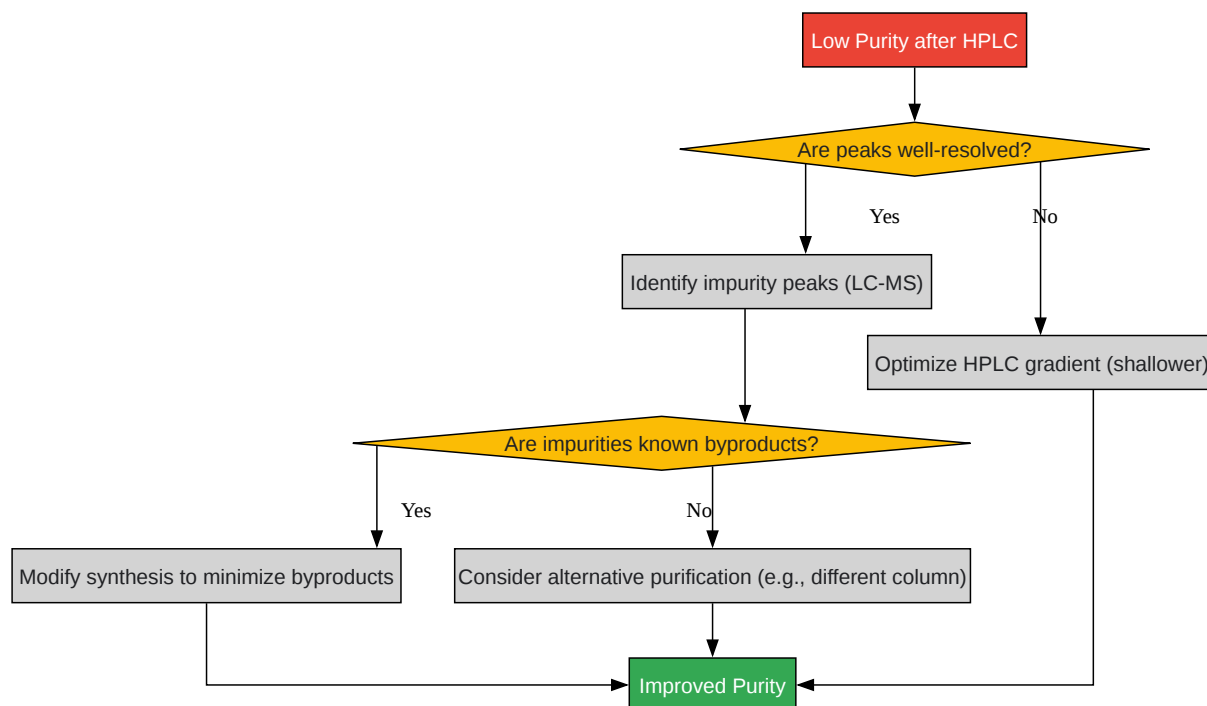 Low Purity after HPLC
Are peaks well-resolved?
Yes
No
Identify impurity peaks (LC-MS)
Optimize HPLC gradient (shallower)
Are impurities known byproducts?
Yes
No
Modify synthesis to minimize byproducts
Consider alternative purification (e.g., different column)
Improved Purity